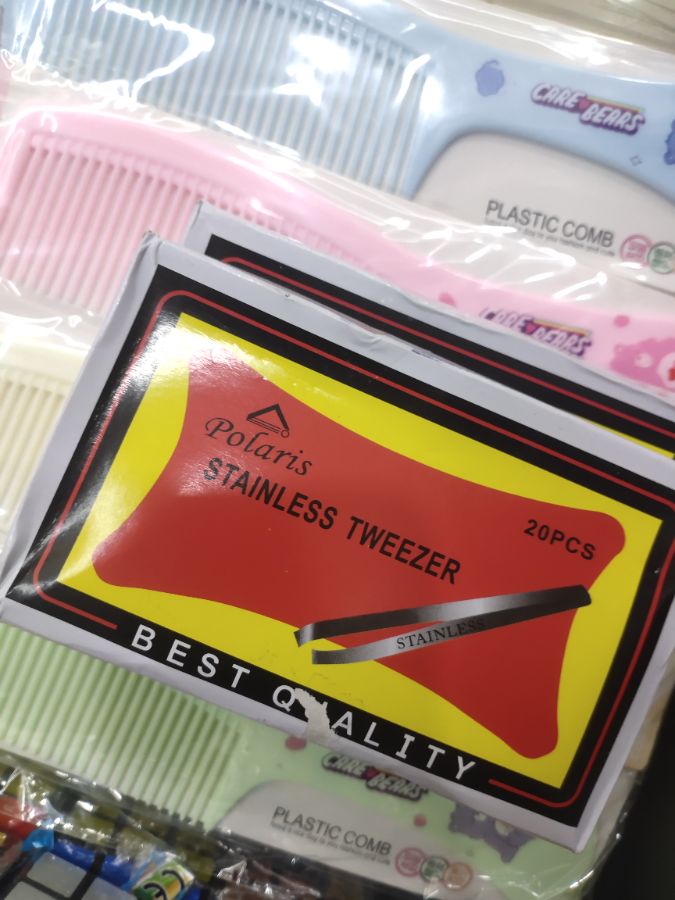 CARE BEARS
PLASTIC COMB
CARE BEARS
Polaris
STAINLESS TWEEZER
20PCS
STAINLESS
BEST QUALITY
CARE BEARS
PLASTIC COMB